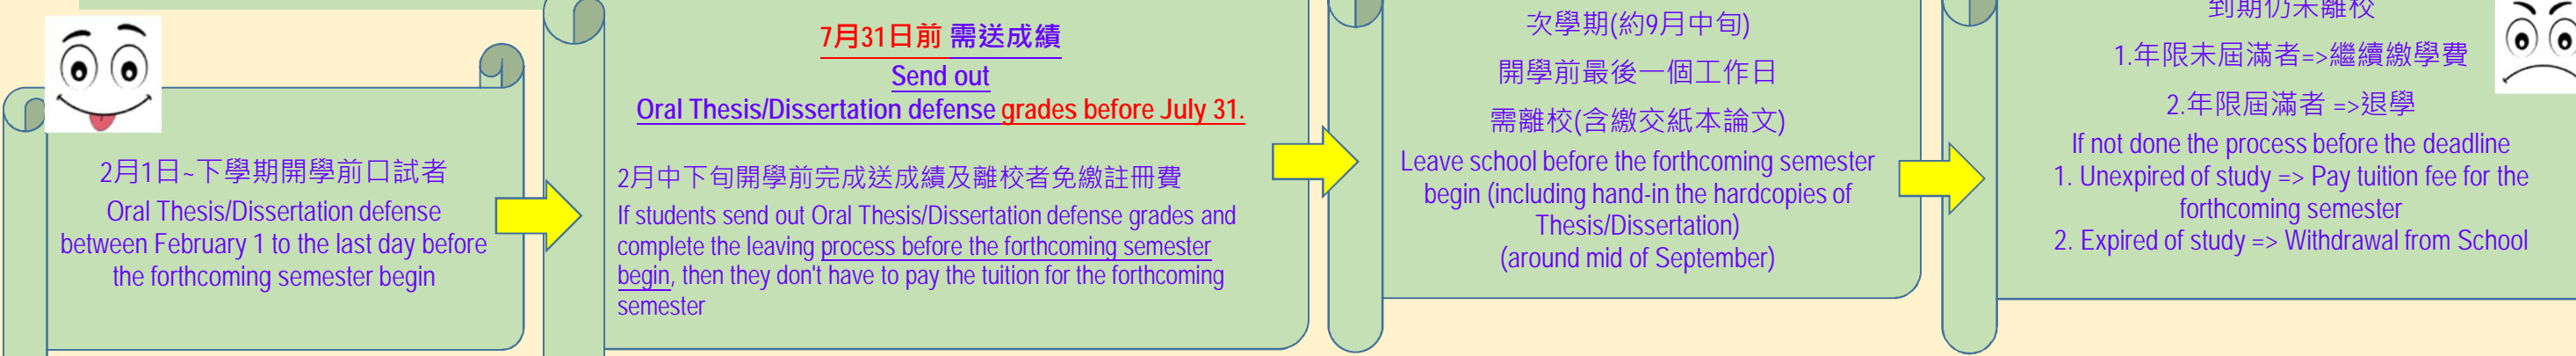 2月1日~下學期開學前口試者
Oral Thesis/Dissertation defense
between February 1 to the last day before
the forthcoming semester begin
7月31日前 需送成績
Send out
Oral Thesis/Dissertation defense grades before July 31.
2月中下旬開學前完成送成績及離校者免繳註冊費
If students send out Oral Thesis/Dissertation defense grades and
complete the leaving process before the forthcoming semester
begin, then they don't have to pay the tuition for the forthcoming
semester
次學期(約9月中旬)
開學前最後一個工作日
需離校(含繳交紙本論文)
Leave school before the forthcoming semester
begin (including hand-in the hardcopies of
Thesis/Dissertation)
(around mid of September)
到期仍未離校
1.年限未屆滿者=>繼續繳學費
2.年限屆滿者 =>退學
If not done the process before the deadline
1. Unexpired of study => Pay tuition fee for the
forthcoming semester
2. Expired of study => Withdrawal from School